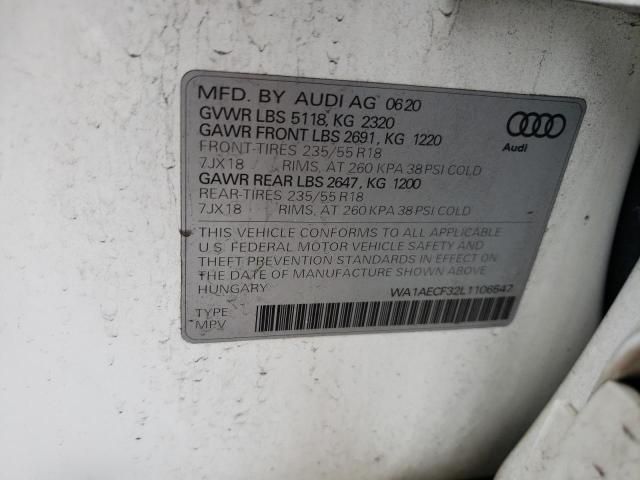 MFD. BY AUDI AG 0620
GVWR LBS 5118, KG 2320
GAWR FRONT LBS 2691, KG 1220
FRONT-TIRES 235/55 R18
7JX18 RIMS, AT 260 KPA 38 PSI COLD
GAWR REAR LBS 2647, KG 1200
REAR-TIRES 235/55 R18
7JX18 RIMS, AT 260 KPA 38 PSI COLD
Audi
THIS VEHICLE CONFORMS TO ALL APPLICABLE
U.S. FEDERAL MOTOR VEHICLE SAFETY AND
THEFT PREVENTION STANDARDS IN EFFECT ON
THE DATE OF MANUFACTURE SHOWN ABOVE
HUNGARY
WA1AECF32L1106547
TYPE
MPV